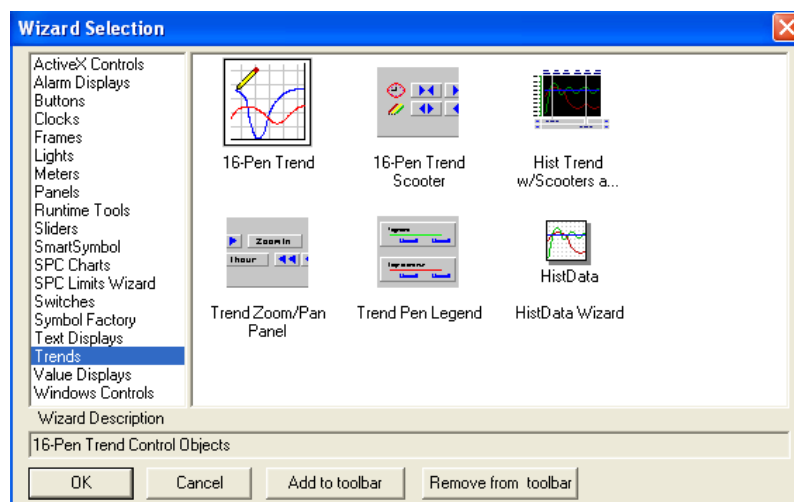 Wizard Selection
ActiveX Controls
Alarm Displays
Buttons
Clocks
Frames
Lights
Meters
Panels
Runtime Tools
Sliders
SmartSymbol
SPC Charts
SPC Limits Wizard
Switches
Symbol Factory
Text Displays
Trends
Value Displays
Windows Controls
16-Pen Trend
16-Pen Trend
Scooter
Hist Trend
w/Scooters a...
Zoom In
1hour
HistData
Trend Zoom/Pan
Panel
Trend Pen Legend
HistData Wizard
Wizard Description
16-Pen Trend Control Objects
OK
Cancel
Add to toolbar
Remove from toolbar